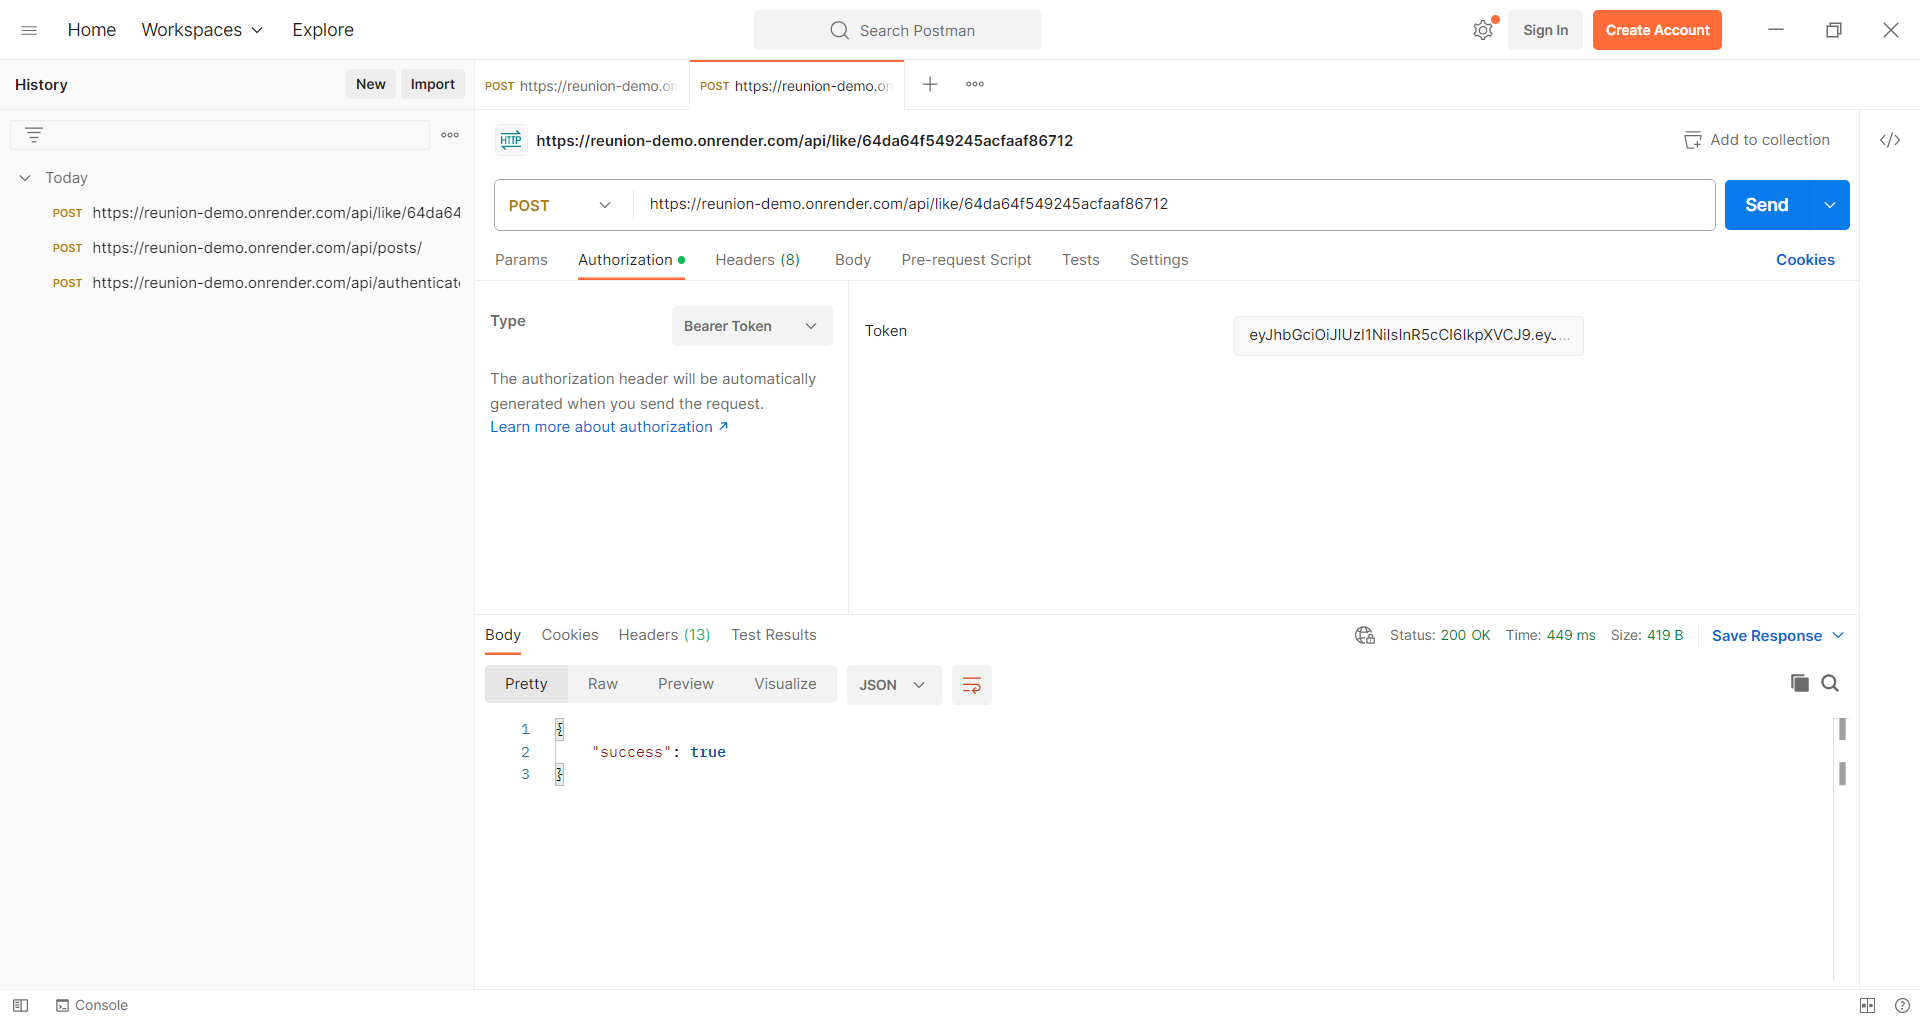 Home Workspaces Explore Search Postman Sign In Create Account
History New Import POST https://reunion-demo.on POST https://reunion-demo.on
HTTP https://reunion-demo.onrender.com/api/like/64da64f549245acfaaf86712 Add to collection </>
Today
POST https://reunion-demo.onrender.com/api/like/64da64
POST https://reunion-demo.onrender.com/api/posts/
POST https://reunion-demo.onrender.com/api/authenticate
POST https://reunion-demo.onrender.com/api/like/64da64f549245acfaaf86712 Send
Params Authorization Headers (8) Body Pre-request Script Tests Settings Cookies
Type Bearer Token
The authorization header will be automatically
generated when you send the request.
Learn more about authorization ↗
Token eyJhbGciOiJIUzI1NiIsInR5cCI6IkpXVCJ9.eyJ...
Body Cookies Headers (13) Test Results Status: 200 OK Time: 449 ms Size: 419 B Save Response
Pretty Raw Preview Visualize JSON
1 {
2 "success": true
3 }
Console